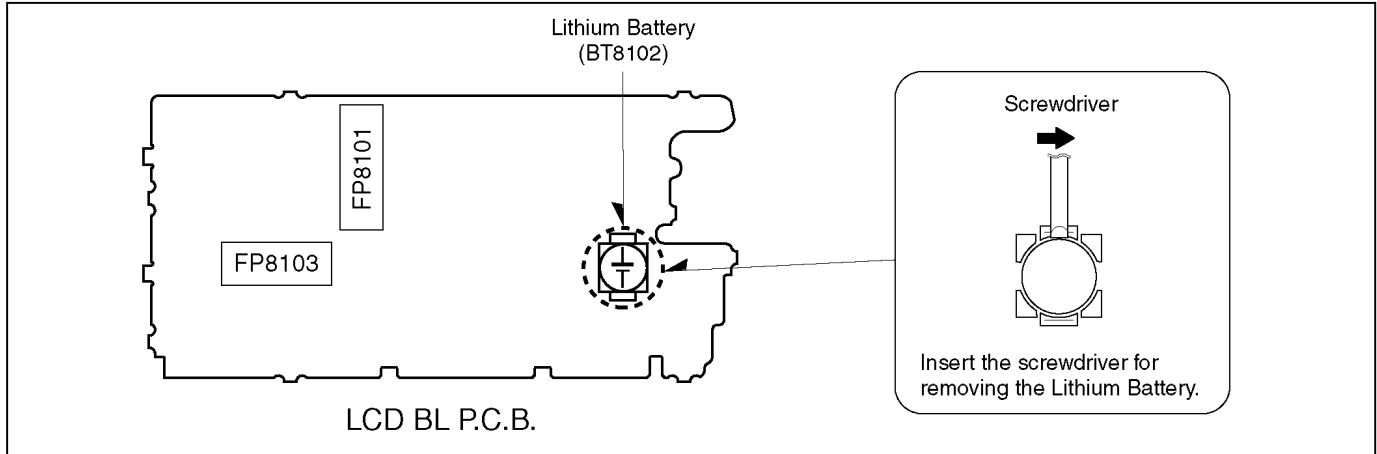 Lithium Battery
(BT8102)
FP8101
FP8103
LCD BL P.C.B.
Screwdriver
Insert the screwdriver for
removing the Lithium Battery.